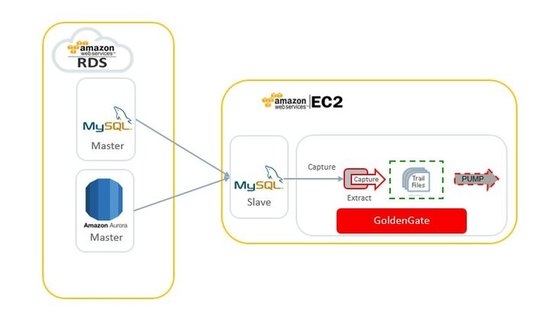 amazon
web services™
RDS
MySQL
Master
Amazon Aurora
Master
amazon
web services
EC2
MySQL
Slave
Capture
Capture
Extract
Trail
Files
PUMP
GoldenGate